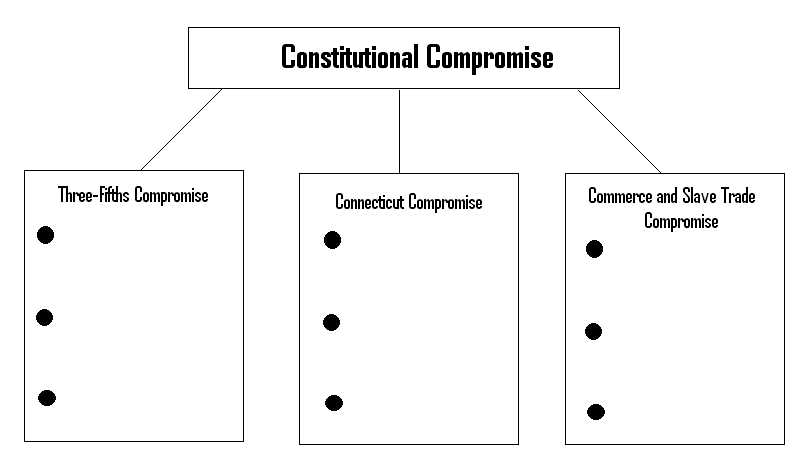 Constitutional Compromise
Three-Fifths Compromise
Connecticut Compromise
Commerce and Slave Trade
Compromise